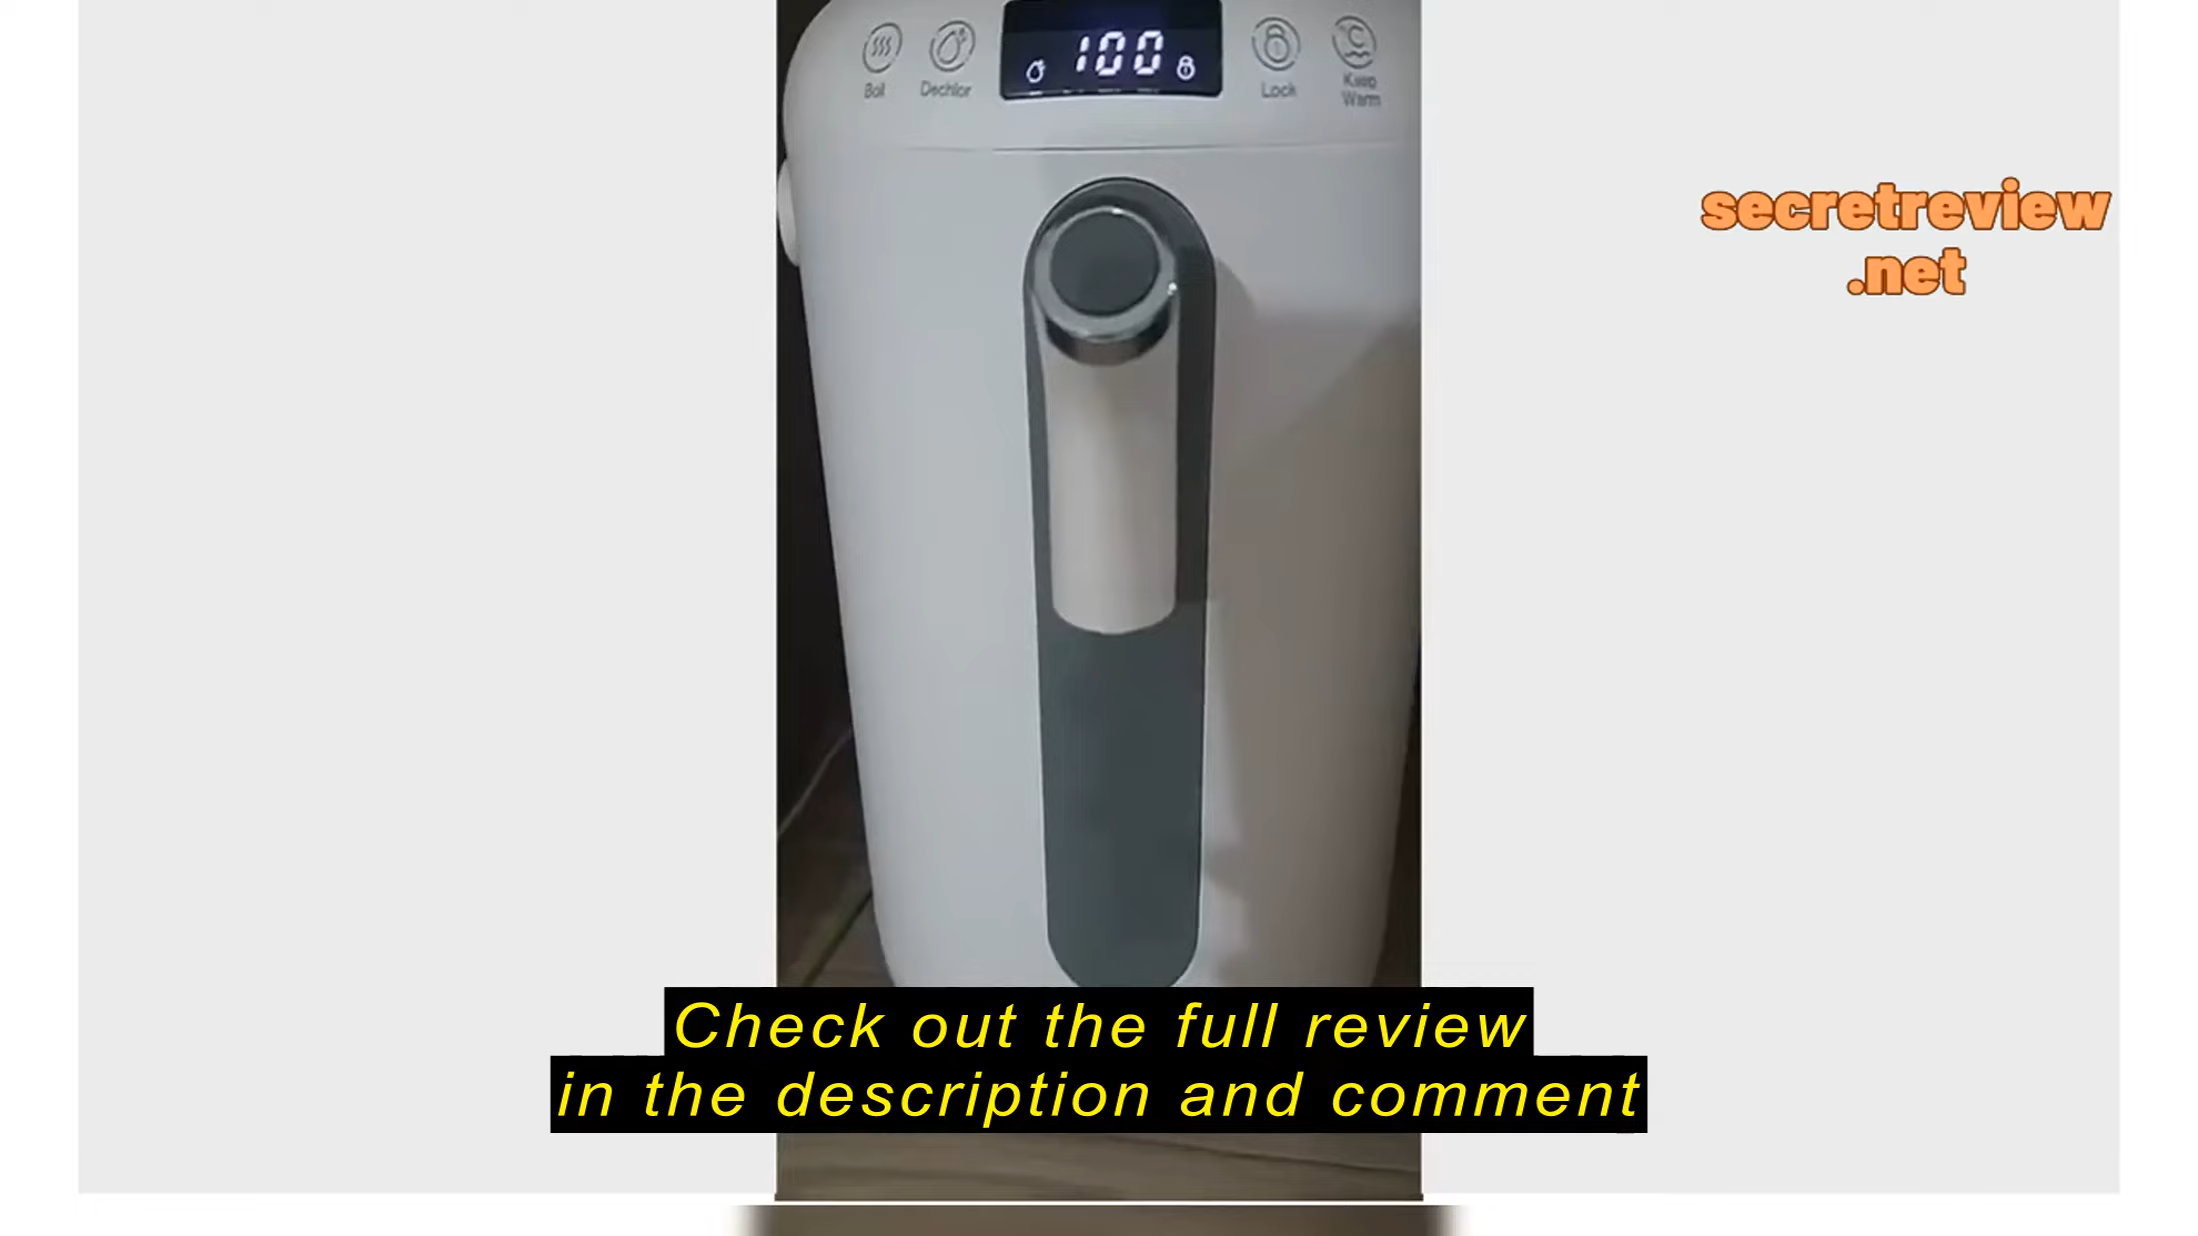 100
Boil
Dechlor
Lock
Keep
Warm
secretreview
.net
Check out the full review
in the description and comment